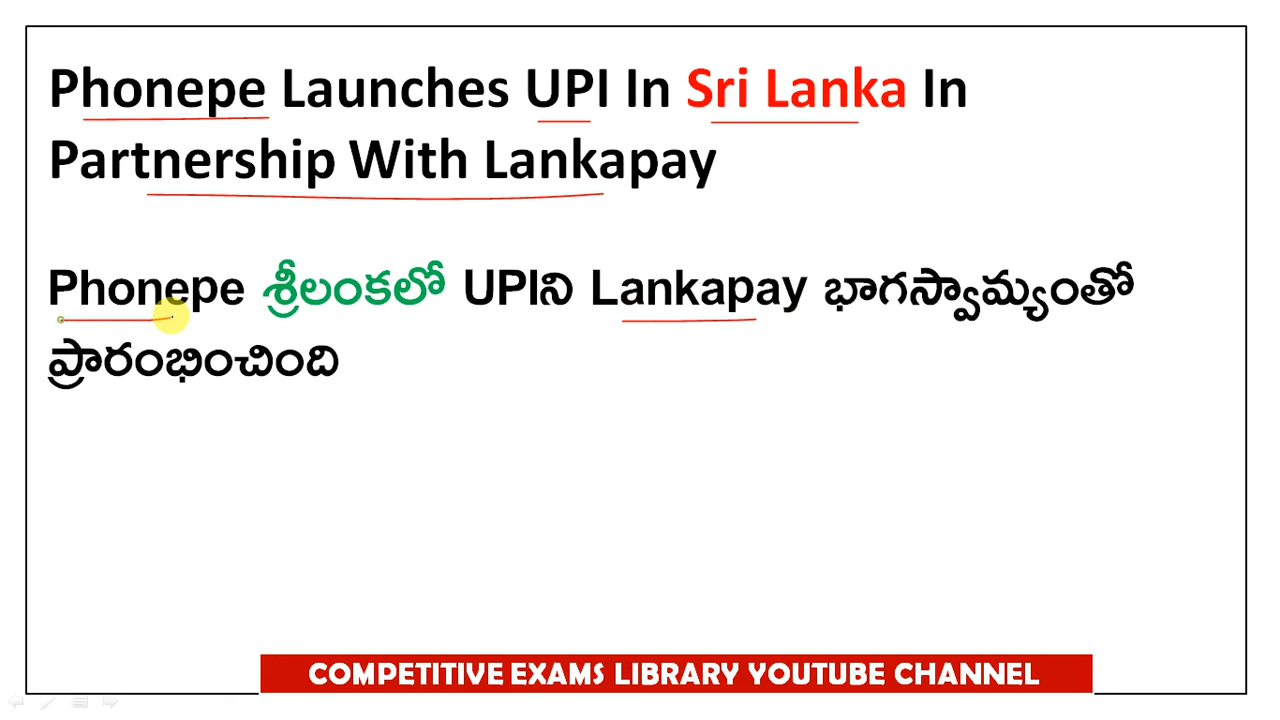 Phonepe Launches UPI In Sri Lanka In
Partnership With Lankapay
Phonepe శ్రీలంకలో UPIని Lankapay భాగస్వామ్యంతో
ప్రారంభించింది
COMPETITIVE EXAMS LIBRARY YOUTUBE CHANNEL